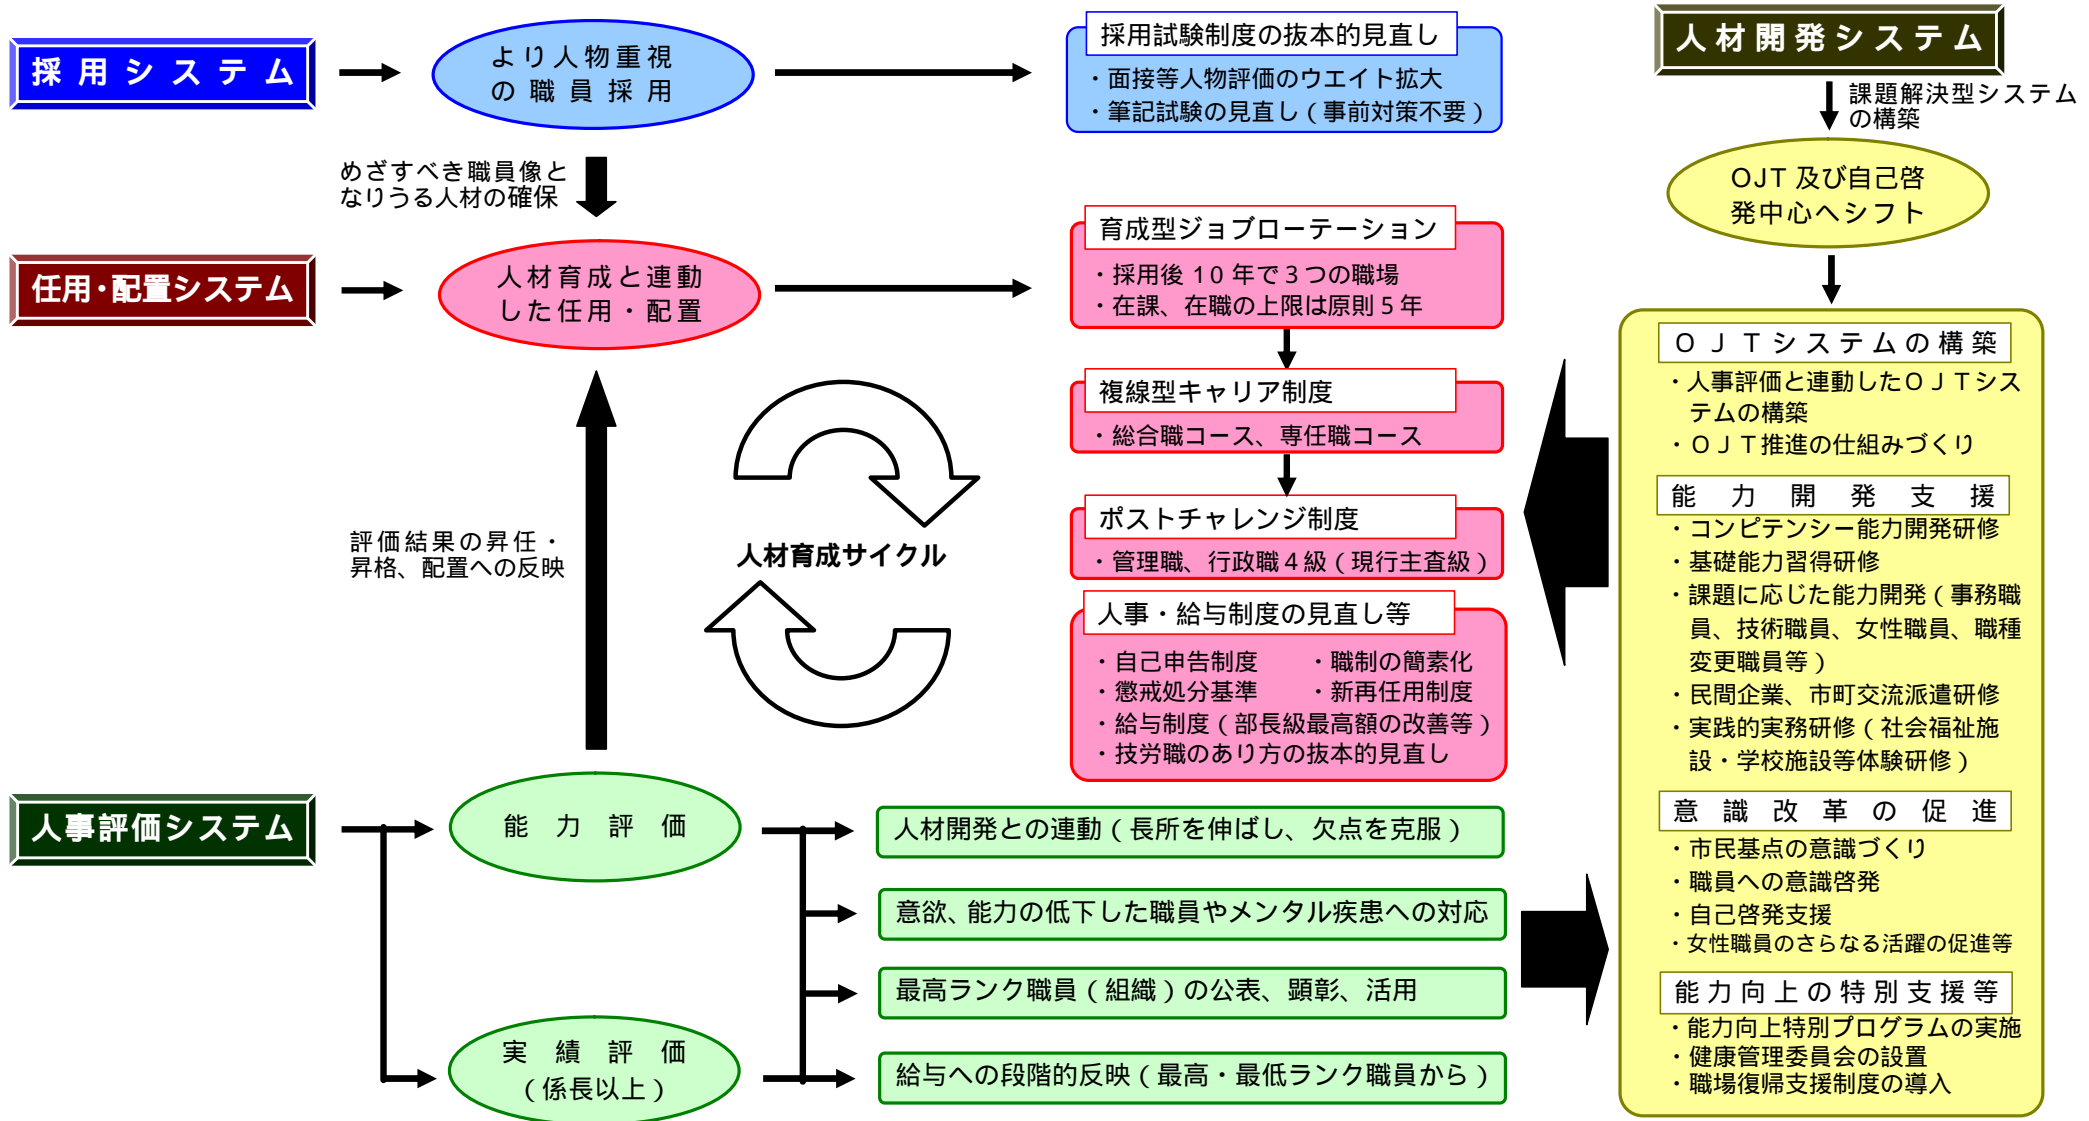 採用システム
より人物重視
の職員採用
採用試験制度の抜本的見直し
・面接等人物評価のウエイト拡大
・筆記試験の見直し（事前対策不要）
めざすべき職員像と
なりうる人材の確保
任用・配置システム
人材育成と連動
した任用・配置
育成型ジョブローテーション
・採用後10年で3つの職場
・在課、在職の上限は原則5年
複線型キャリア制度
・総合職コース、専任職コース
ポストチャレンジ制度
・管理職、行政職4級（現行主査級）
人事・給与制度の見直し等
・自己申告制度　・職制の簡素化
・懲戒処分基準　・新再任用制度
・給与制度（部長級最高額の改善等）
・技労職のあり方の抜本的見直し
人材育成サイクル
評価結果の昇任・
昇格、配置への反映
人事評価システム
能力評価
実績評価
（係長以上）
人材開発との連動（長所を伸ばし、欠点を克服）
意欲、能力の低下した職員やメンタル疾患への対応
最高ランク職員（組織）の公表、顕彰、活用
給与への段階的反映（最高・最低ランク職員から）
人材開発システム
課題解決型システム
の構築
OJT及び自己啓
発中心へシフト
ＯＪＴシステムの構築
・人事評価と連動したＯＪＴシス
テムの構築
・ＯＪＴ推進の仕組みづくり
能力開発支援
・コンピテンシー能力開発研修
・基礎能力習得研修
・課題に応じた能力開発（事務職
員、技術職員、女性職員、職種
変更職員等）
・民間企業、市町交流派遣研修
・実践的実務研修（社会福祉施
設・学校施設等体験研修）
意識改革の促進
・市民基点の意識づくり
・職員への意識啓発
・自己啓発支援
・女性職員のさらなる活躍の促進等
能力向上の特別支援等
・能力向上特別プログラムの実施
・健康管理委員会の設置
・職場復帰支援制度の導入